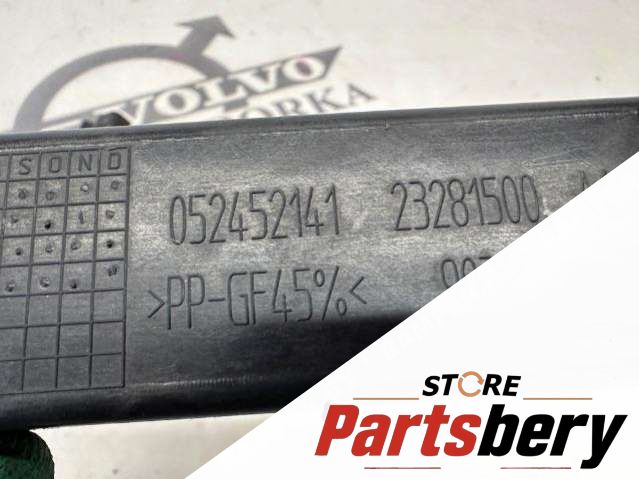 VOLVO
S O N D
052452141 23281500
>PP-GF45%<
STORE
Partsbery